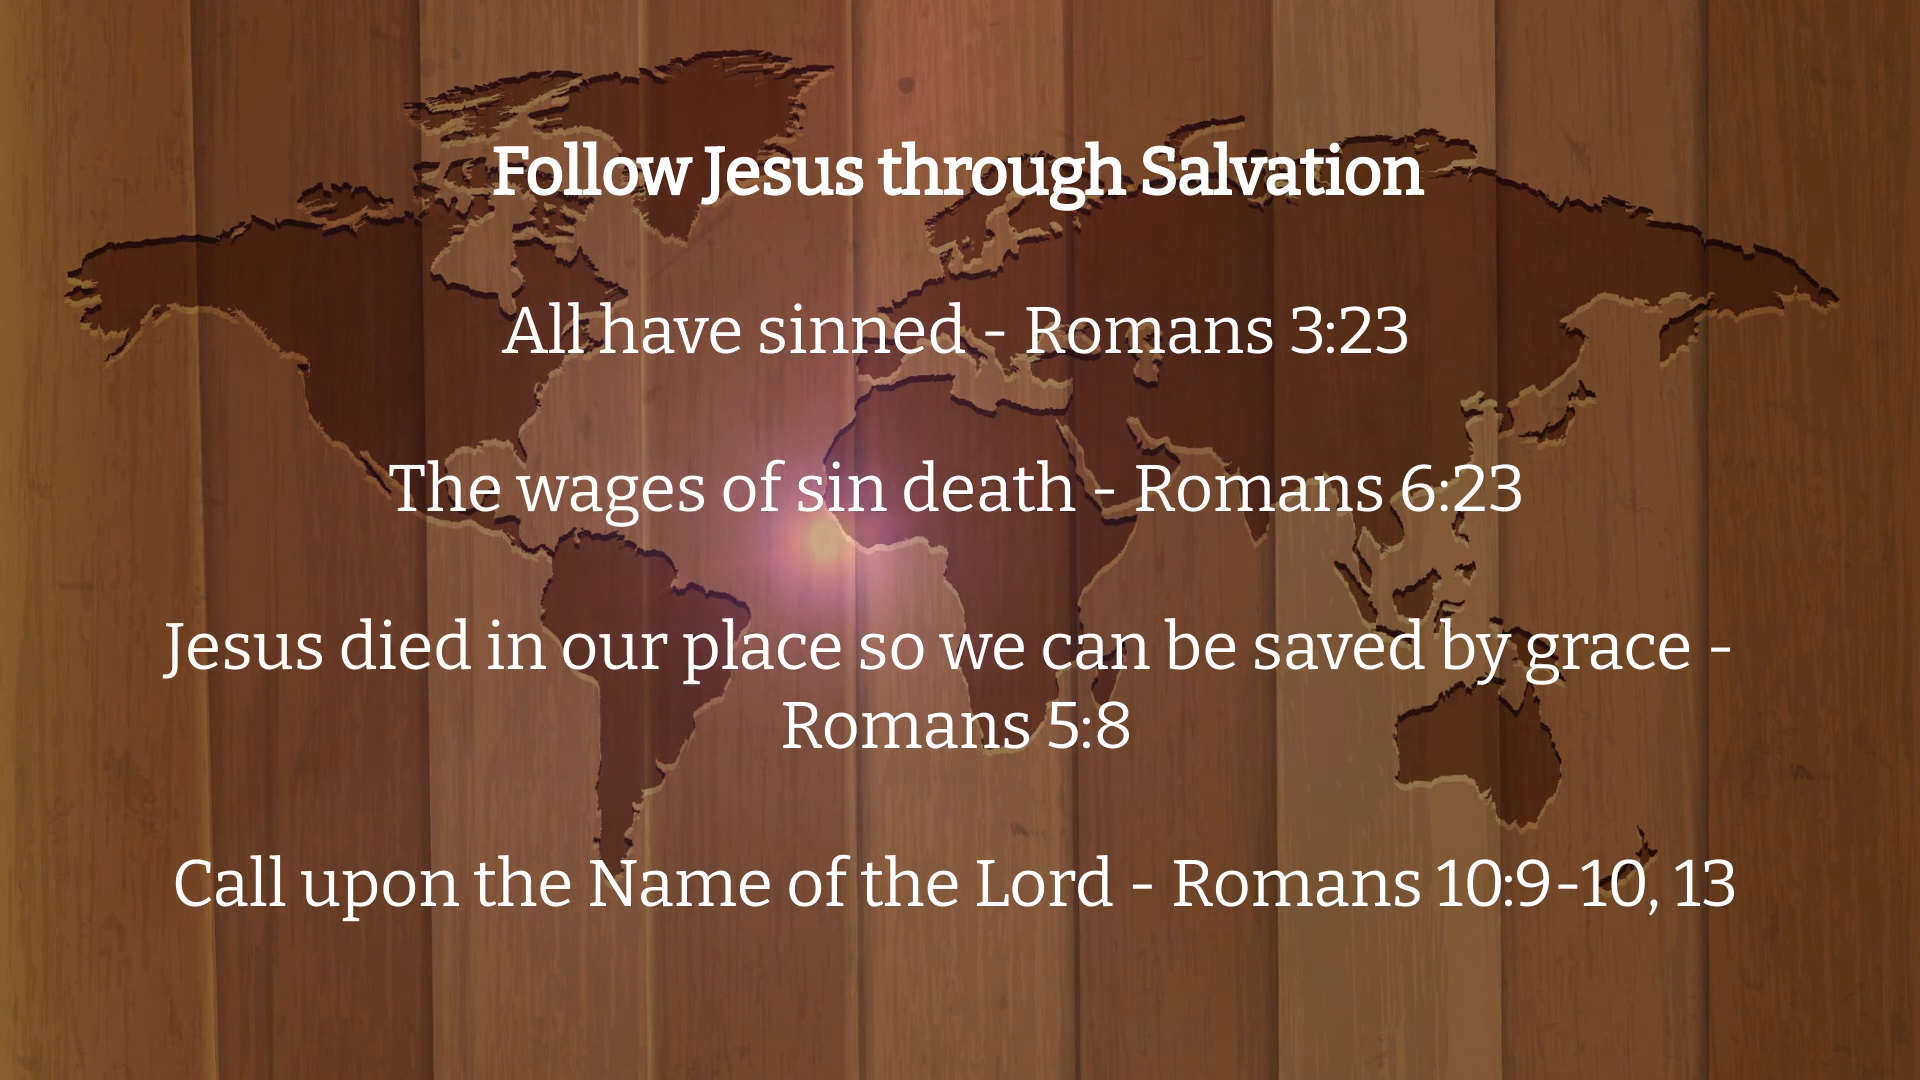 Follow Jesus through Salvation
All have sinned - Romans 3:23
The wages of sin death - Romans 6:23
Jesus died in our place so we can be saved by grace -
Romans 5:8
Call upon the Name of the Lord - Romans 10:9-10, 13